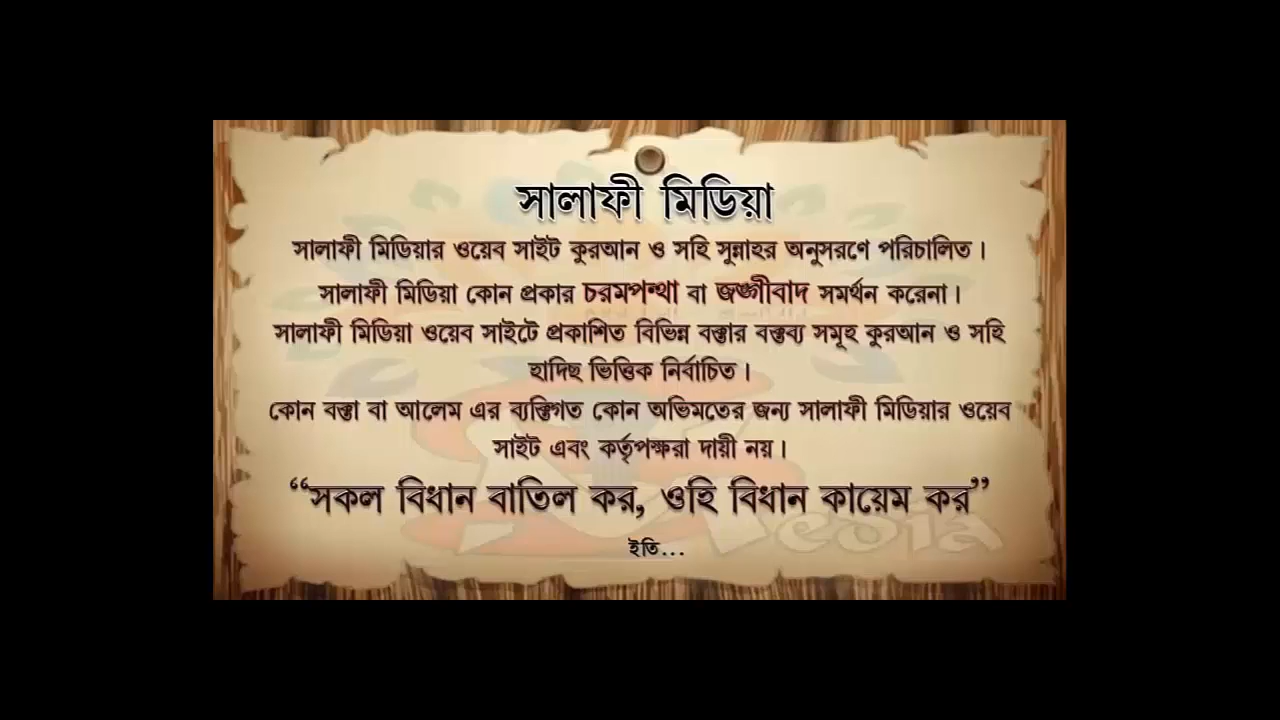 সালাফী মিডিয়া
সালাফী মিডিয়ার ওয়েব সাইট কুরআন ও সহি সুন্নাহর অনুসরণে পরিচালিত।
সালাফী মিডিয়া কোন প্রকার চরমপন্থা বা জঙ্গীবাদ সমর্থন করেনা।
সালাফী মিডিয়া ওয়েব সাইটে প্রকাশিত বিভিন্ন বক্তার বক্তব্য সমূহ কুরআন ও সহি
হাদিছ ভিত্তিক নির্বাচিত।
কোন বক্তা বা আলেম এর ব্যক্তিগত কোন অভিমতের জন্য সালাফী মিডিয়ার ওয়েব
সাইট এবং কর্তৃপক্ষরা দায়ী নয়।
“সকল বিধান বাতিল কর, ওহি বিধান কায়েম কর”
Media
ইতি...